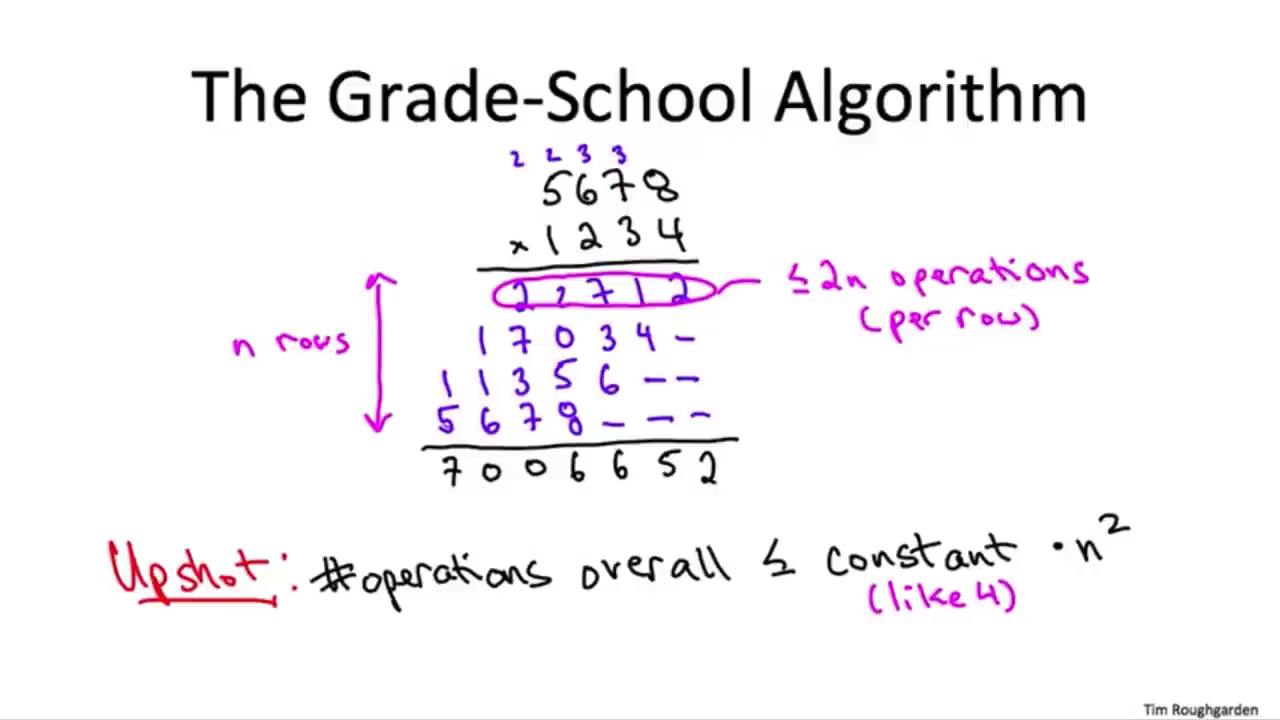 The Grade-School Algorithm
2 2 3 3
5678
× 1234
22712 ≤ 2n operations
(per row)
n rows
17034-
11356--
5678---
7006652
Upshot: #operations overall ≤ constant · n²
(like 4)
Tim Roughgarden